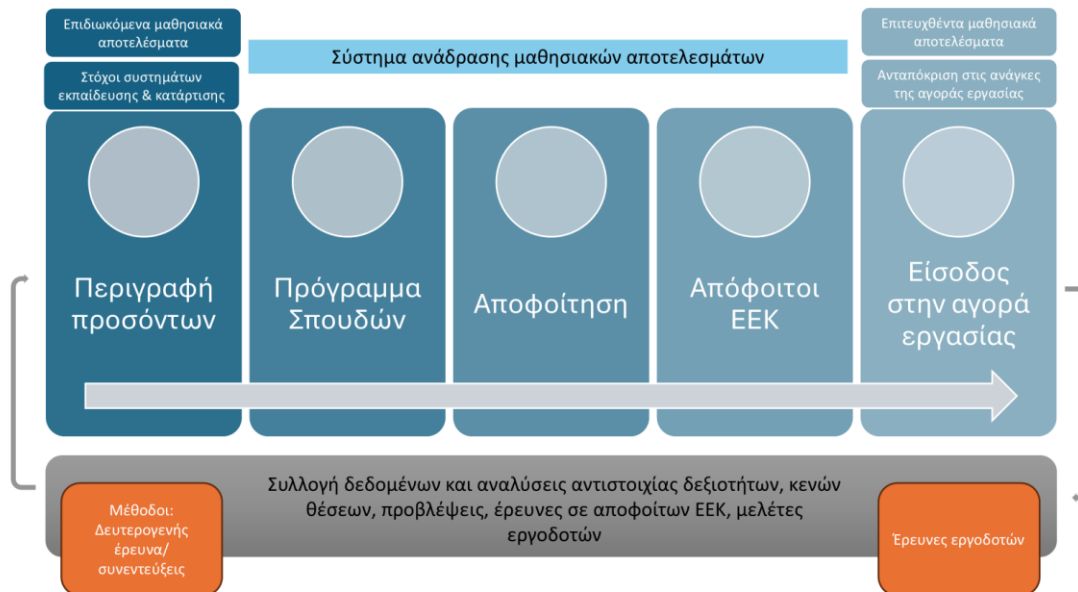 Επιδιωκόμενα μαθησιακά
αποτελέσματα
Στόχοι συστημάτων
εκπαίδευσης & κατάρτισης
Σύστημα ανάδρασης μαθησιακών αποτελεσμάτων
Επιτευχθέντα μαθησιακά
αποτελέσματα
Ανταπόκριση στις ανάγκες
της αγοράς εργασίας
Περιγραφή
προσόντων
Πρόγραμμα
Σπουδών
Αποφοίτηση
Απόφοιτοι
ΕΕΚ
Είσοδος
στην αγορά
εργασίας
Συλλογή δεδομένων και αναλύσεις αντιστοιχίας δεξιοτήτων, κενών
θέσεων, προβλέψεις, έρευνες σε αποφοίτων ΕΕΚ, μελέτες
εργοδοτών
Μέθοδοι:
Δευτερογενής
έρευνα/
συνεντεύξεις
Έρευνες εργοδοτών